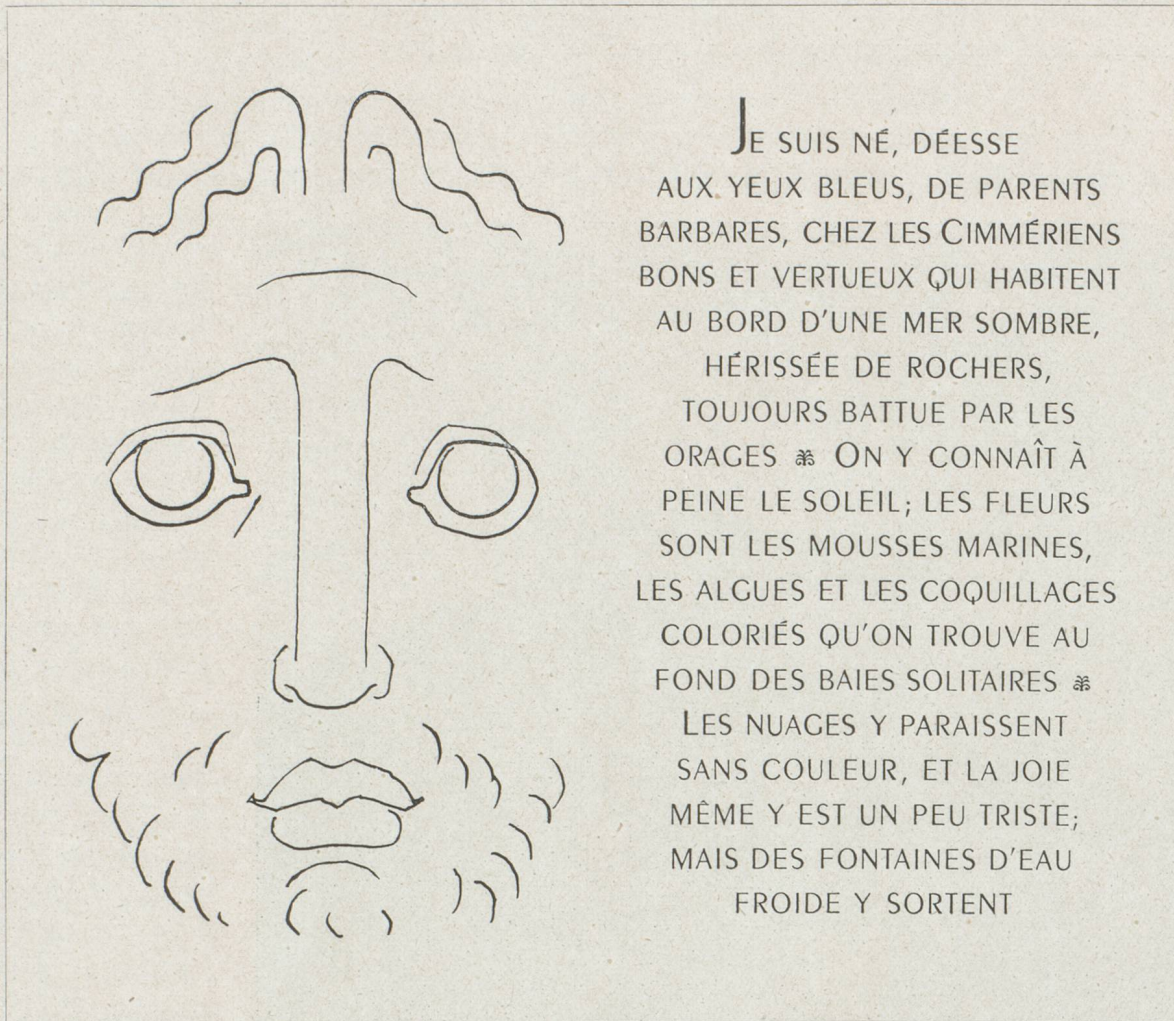 JE SUIS NÉ, DÉESSE
AUX YEUX BLEUS, DE PARENTS
BARBARES, CHEZ LES CIMMÉRIENS
BONS ET VERTUEUX QUI HABITENT
AU BORD D'UNE MER SOMBRE,
HÉRISSÉE DE ROCHERS,
TOUJOURS BATTUE PAR LES
ORAGES ❧ ON Y CONNAÎT À
PEINE LE SOLEIL; LES FLEURS
SONT LES MOUSSES MARINES,
LES ALGUES ET LES COQUILLAGES
COLORIÉS QU'ON TROUVE AU
FOND DES BAIES SOLITAIRES ❧
LES NUAGES Y PARAISSENT
SANS COULEUR, ET LA JOIE
MÊME Y EST UN PEU TRISTE;
MAIS DES FONTAINES D'EAU
FROIDE Y SORTENT